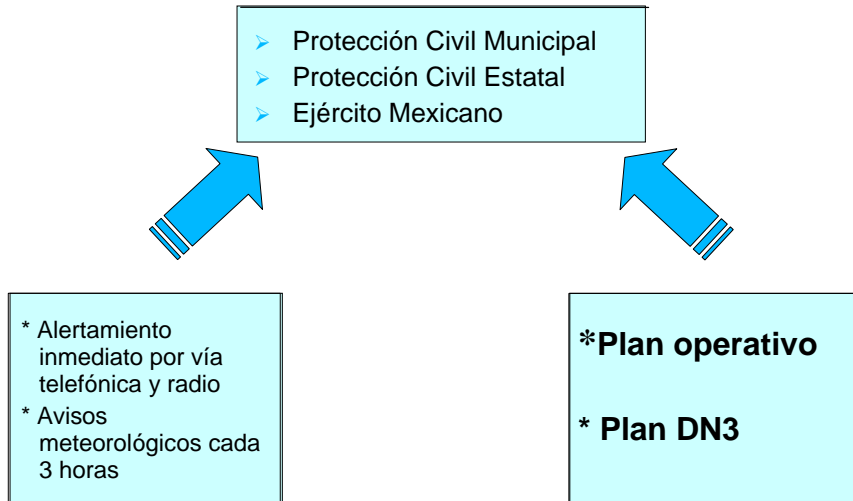 ➢ Protección Civil Municipal
➢ Protección Civil Estatal
➢ Ejército Mexicano
* Alertamiento
inmediato por vía
telefónica y radio
* Avisos
meteorológicos cada
3 horas
*Plan operativo
* Plan DN3